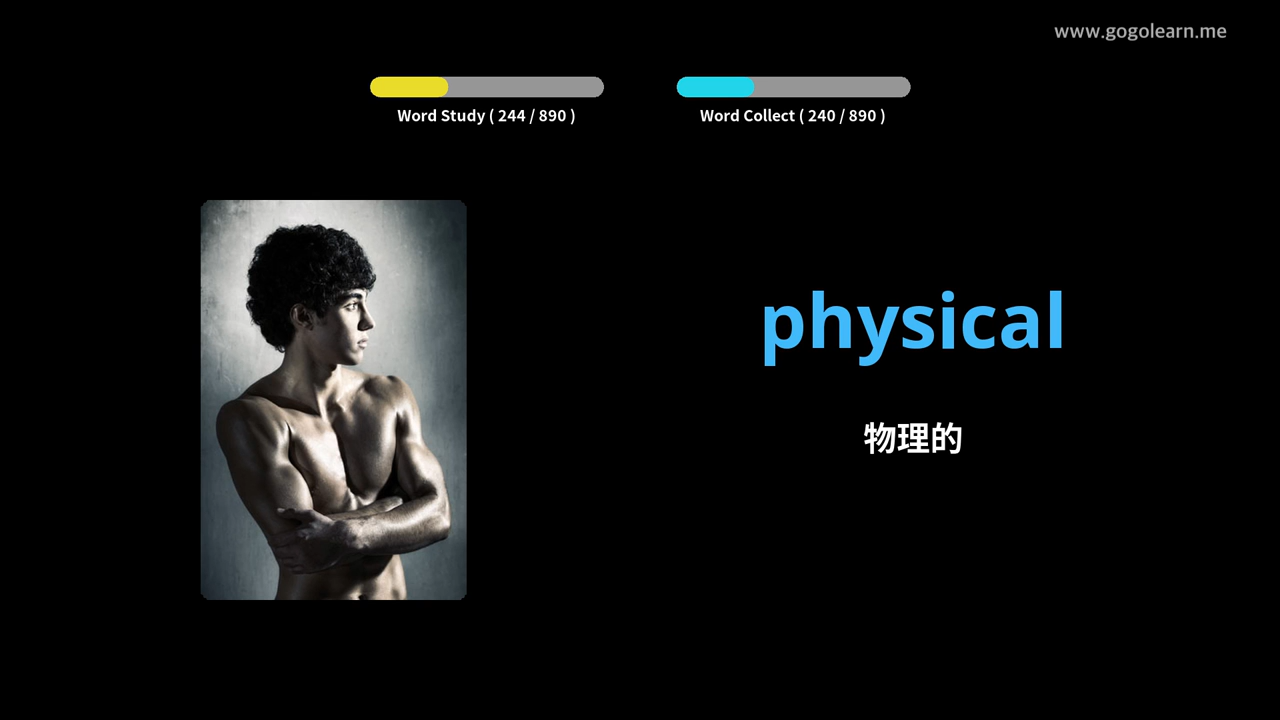 www.gogolearn.me
Word Study ( 244 / 890 )
Word Collect ( 240 / 890 )
physical
物理的